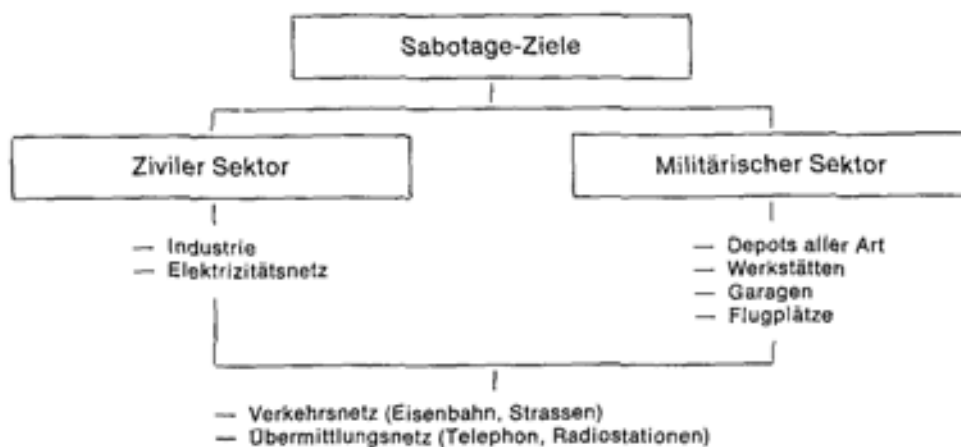 Sabotage-Ziele
Ziviler Sektor
Militärischer Sektor
— Industrie
— Elektrizitätsnetz
— Depots aller Art
— Werkstätten
— Garagen
— Flugplätze
— Verkehrsnetz (Eisenbahn, Strassen)
— Übermittlungsnetz (Telephon, Radiostationen)